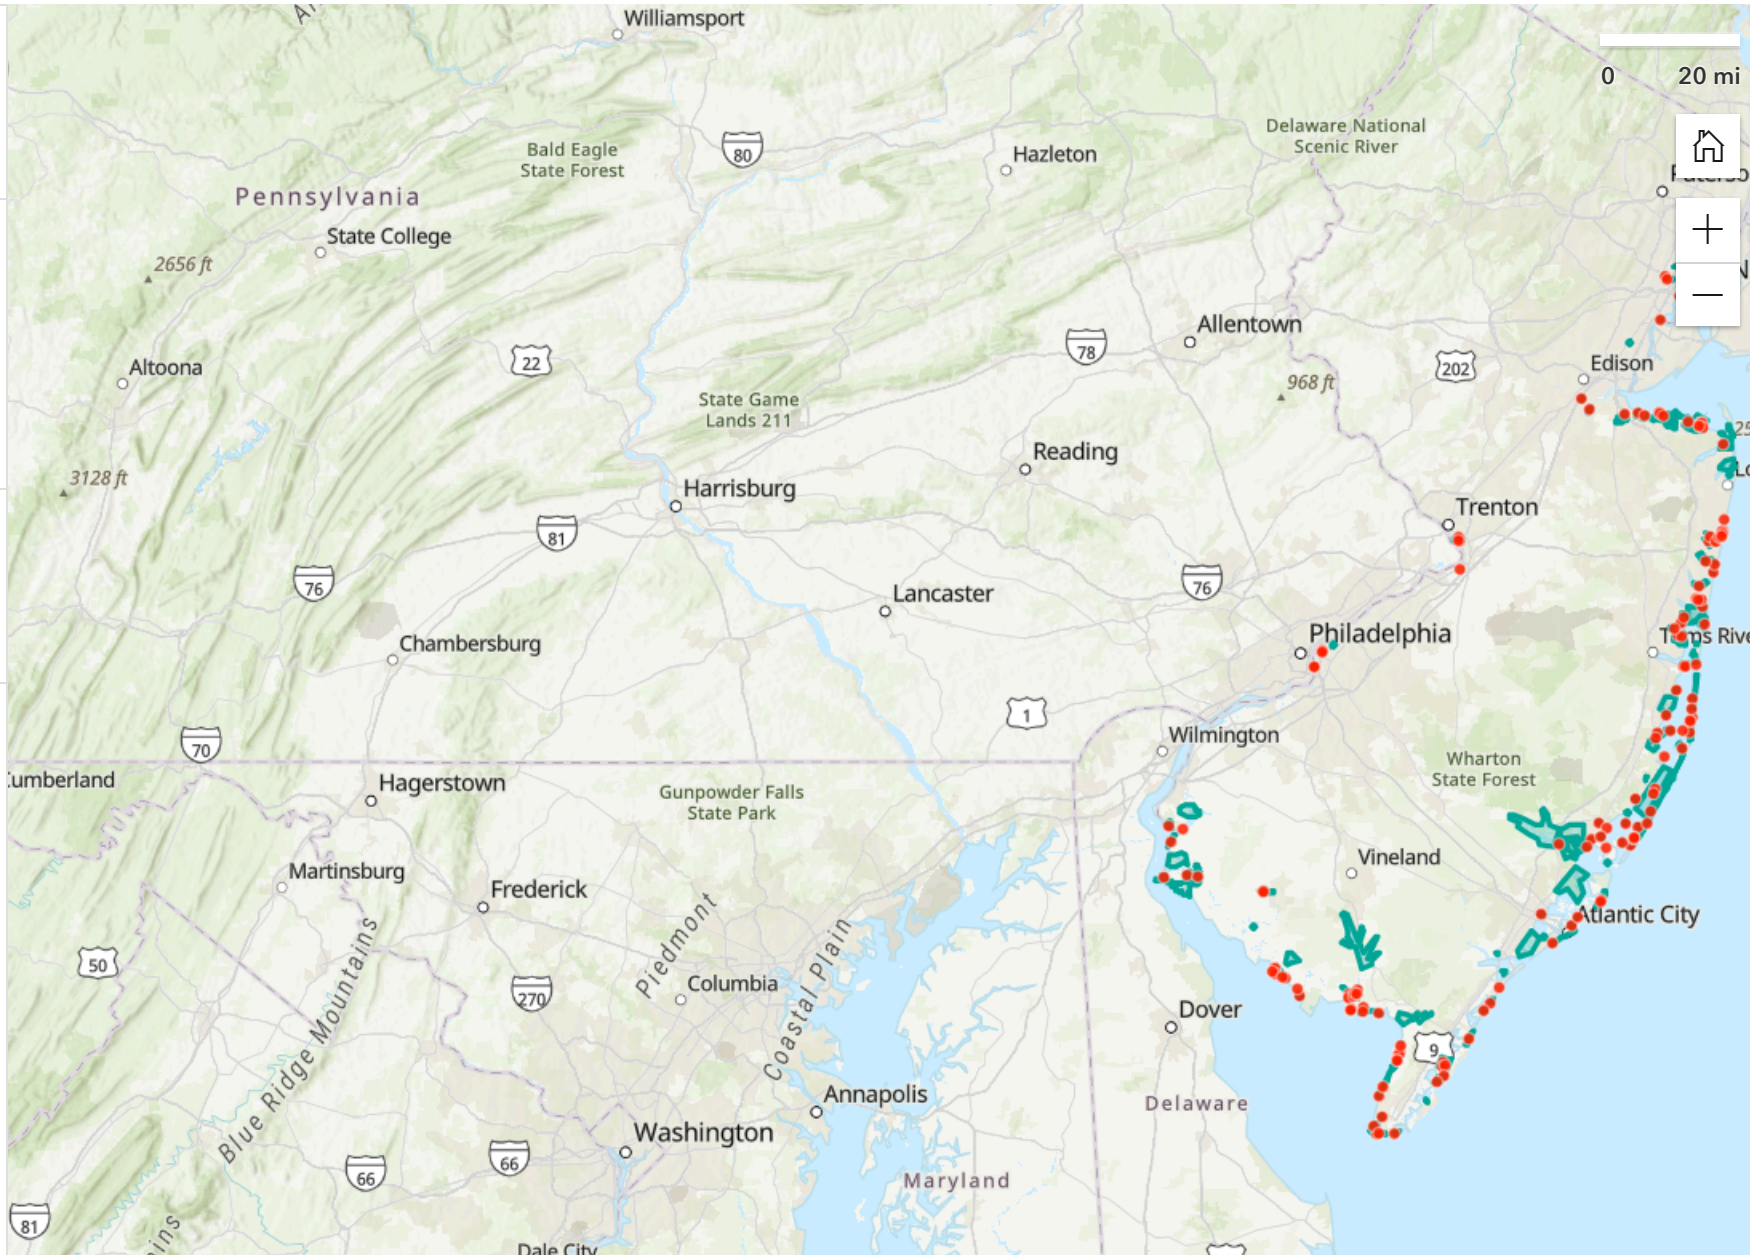 Williamsport
0 20 mi
Delaware National
Scenic River
Bald Eagle
State Forest
80
Hazleton
Pennsylvania
State College
2656 ft
Allentown
78
22
202
Edison
Altoona
968 ft
State Game
Lands 211
Reading
3128 ft
Harrisburg
Trenton
81
76
76
Lancaster
Chambersburg
Philadelphia
Toms Rive
1
70
Wilmington
Wharton
State Forest
Cumberland
Hagerstown
Gunpowder Falls
State Park
Vineland
Martinsburg
Frederick
Atlantic City
Piedmont
Blue Ridge Mountains
Coastal Plain
50
270
Columbia
Dover
9
Annapolis
Delaware
Washington
66
66
Maryland
81
Dale City